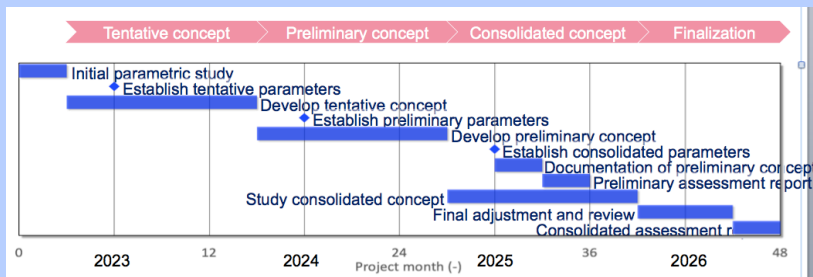 Tentative concept Preliminary concept Consolidated concept Finalization
Initial parametric study
Establish tentative parameters
Develop tentative concept
Establish preliminary parameters
Develop preliminary concept
Establish consolidated parameters
Documentation of preliminary concept
Preliminary assessment report
Study consolidated concept
Final adjustment and review
Consolidated assessment r
0 12 24 36 48
2023 2024 2025 2026
Project month (-)